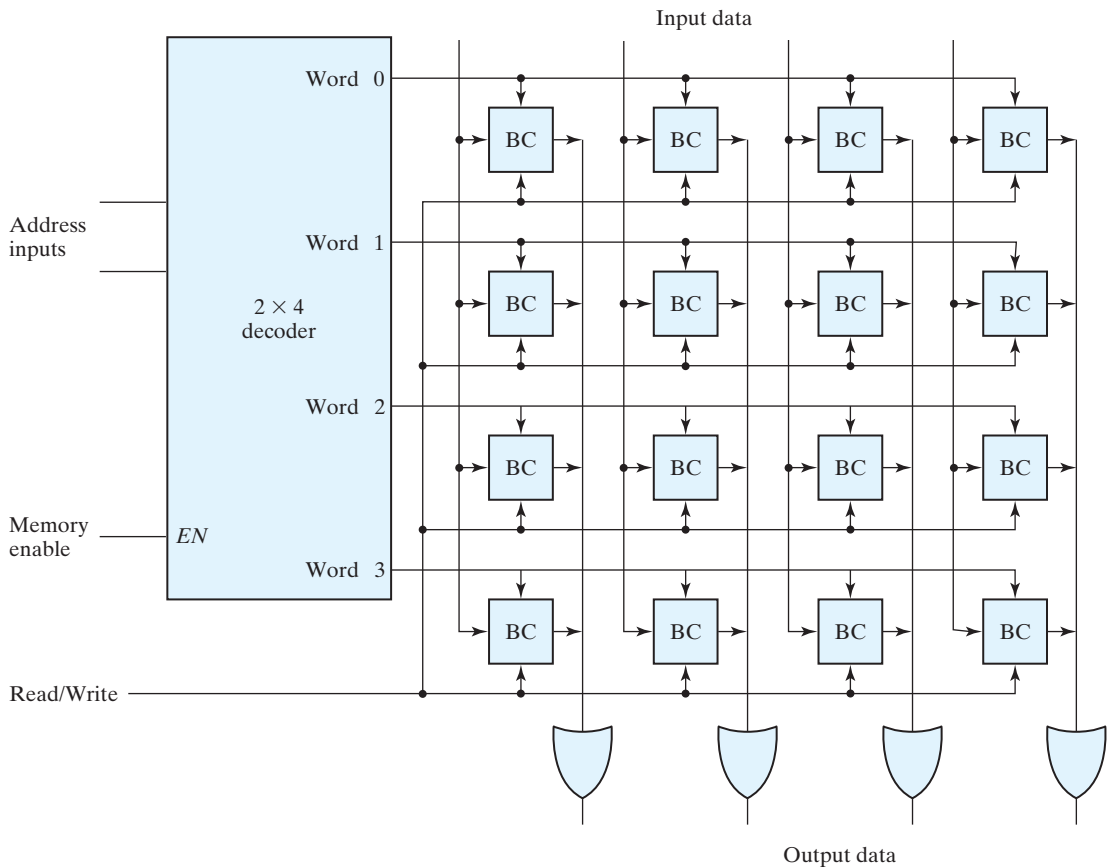 Input data
Word 0
BC BC BC BC
Address
inputs
Word 1
2 × 4
decoder
BC BC BC BC
Word 2
BC BC BC BC
Memory
enable
EN
Word 3
BC BC BC BC
Read/Write
Output data